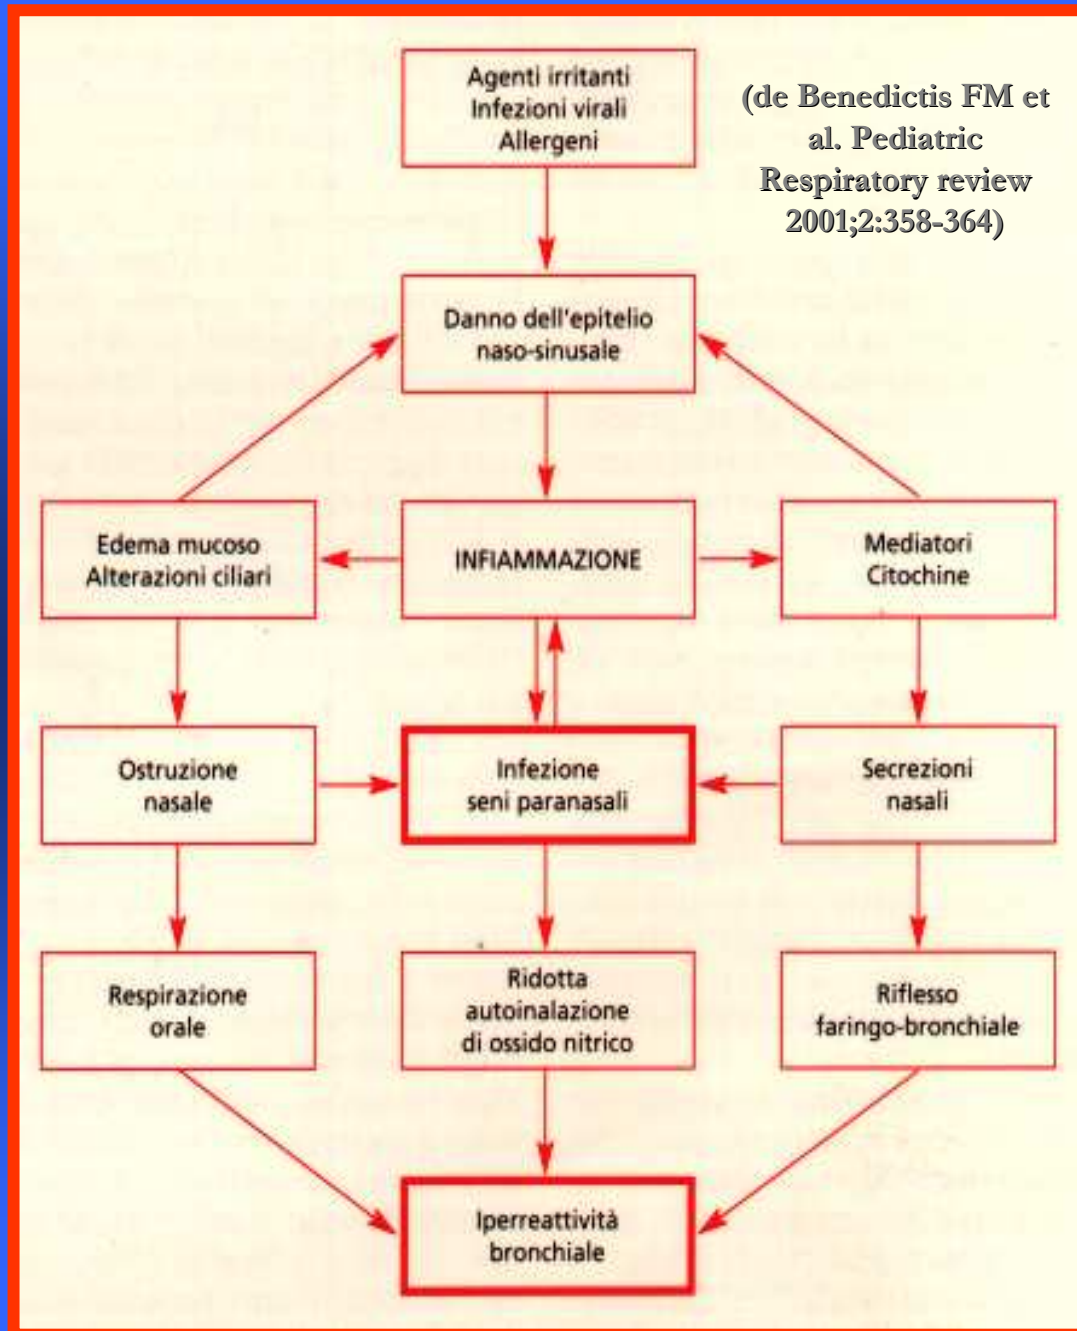 Agenti irritanti
Infezioni virali
Allergeni
(de Benedictis FM et
al. Pediatric
Respiratory review
2001;2:358-364)
Danno dell'epitelio
naso-sinusale
Edema mucoso
Alterazioni ciliari
INFIAMMAZIONE
Mediatori
Citochine
Ostruzione
nasale
Infezione
seni paranasali
Secrezioni
nasali
Respirazione
orale
Ridotta
autoinalazione
di ossido nitrico
Riflesso
faringo-bronchiale
Iperreattività
bronchiale